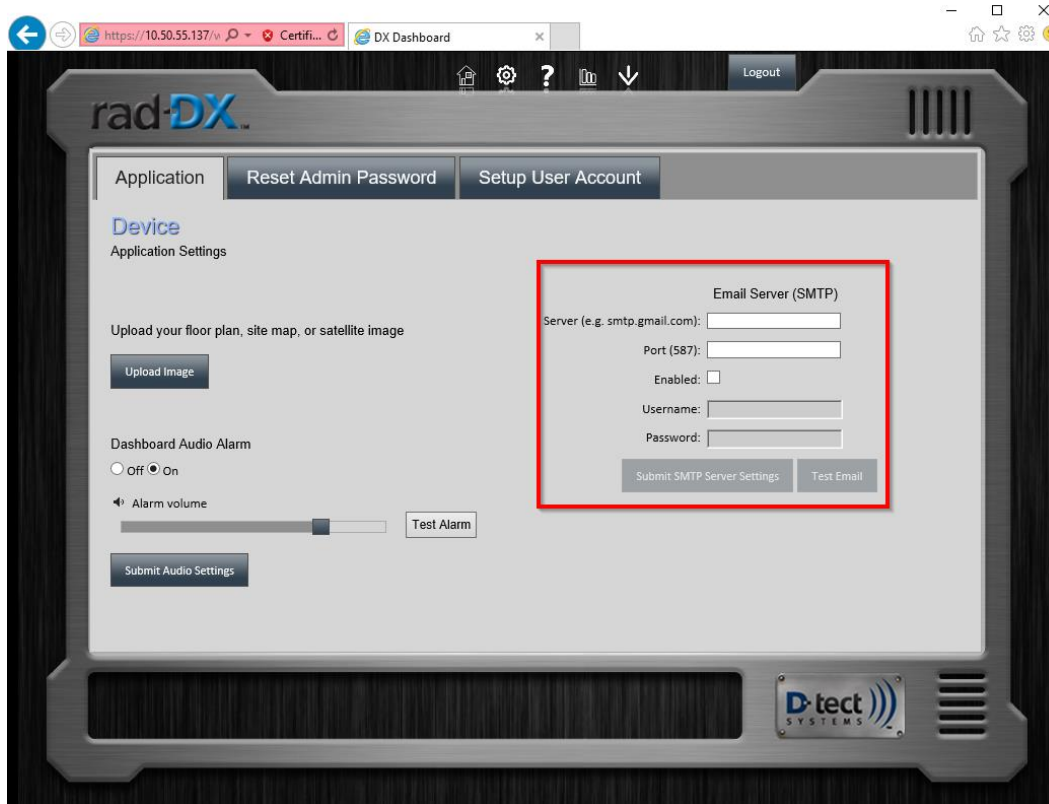 https://10.50.55.137/ Certifi... DX Dashboard
Logout
rad-DX™
Application Reset Admin Password Setup User Account
Device
Application Settings
Email Server (SMTP)
Server (e.g. smtp.gmail.com):
Upload your floor plan, site map, or satellite image
Port (587):
Upload Image
Enabled:
Username:
Password:
Dashboard Audio Alarm
Off On
Submit SMTP Server Settings Test Email
Alarm volume
Test Alarm
Submit Audio Settings
D-tect
SYSTEMS